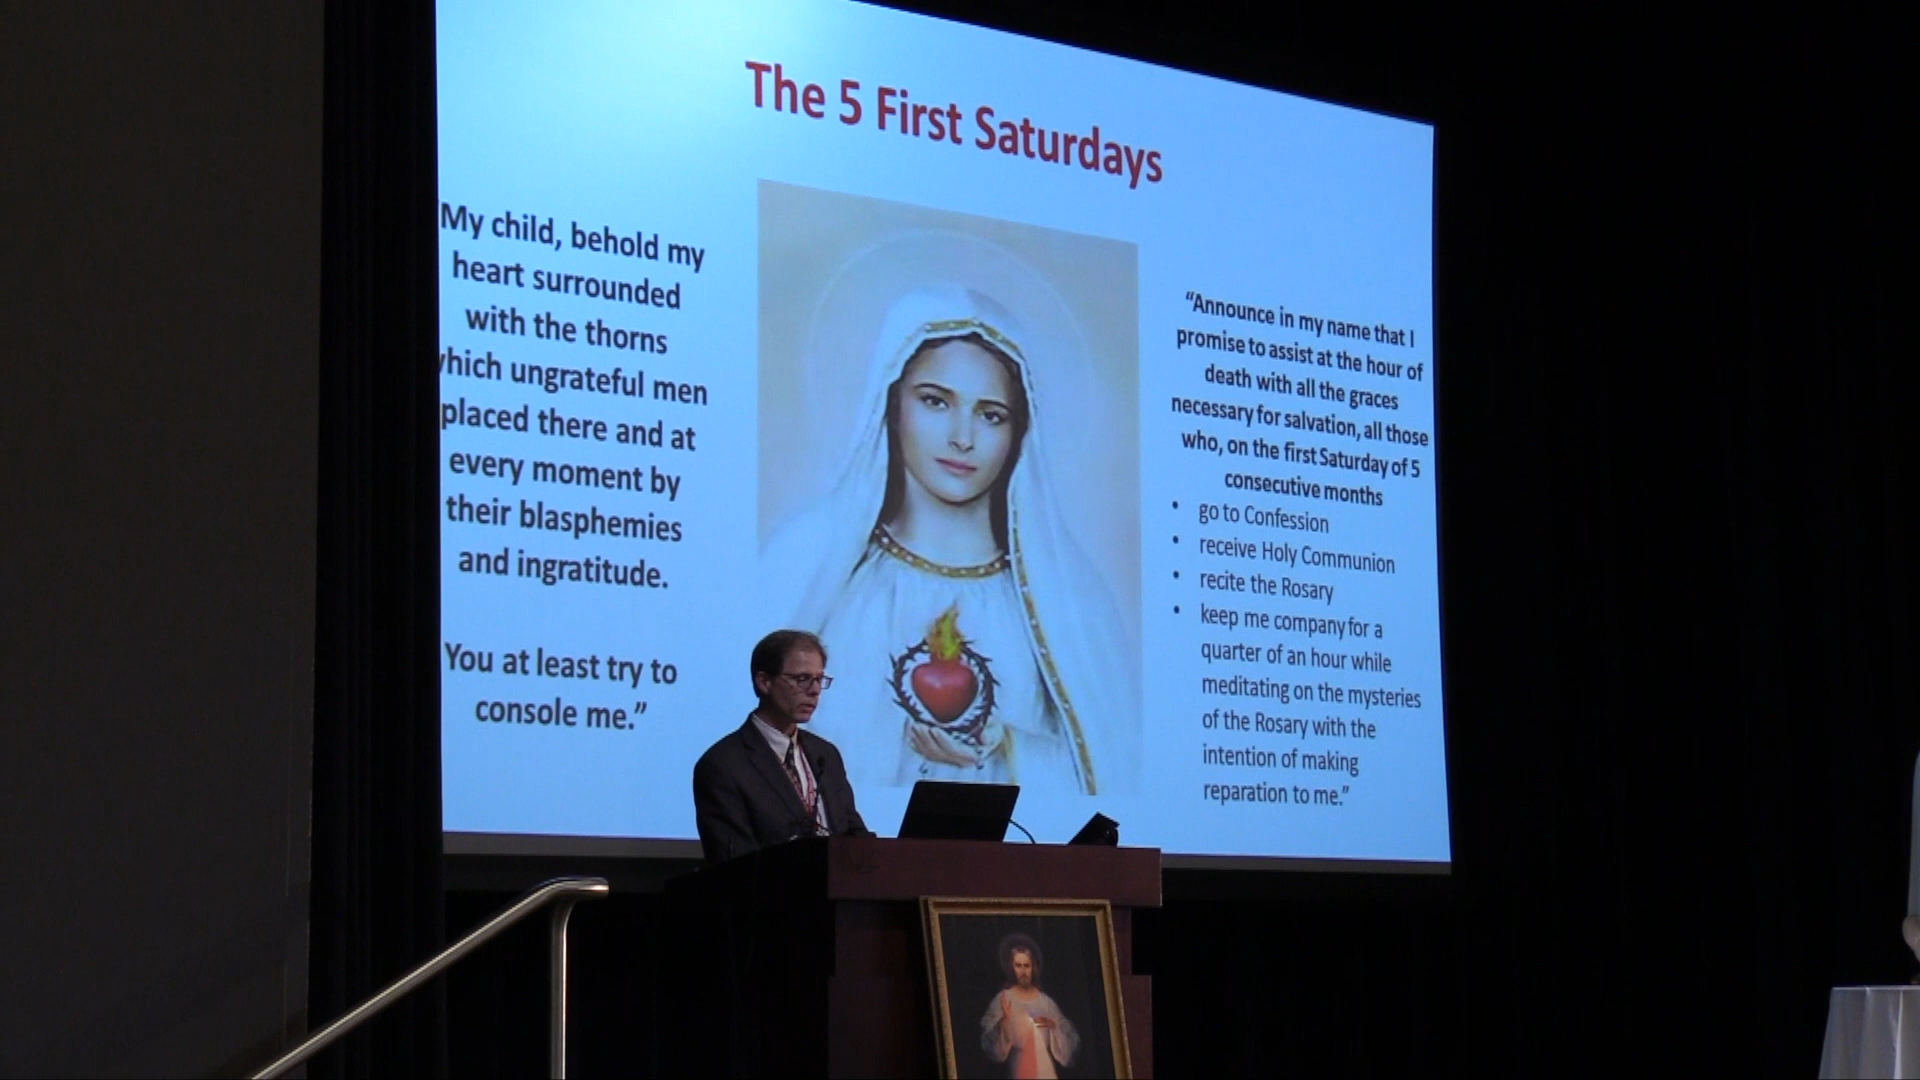 The 5 First Saturdays
"My child, behold my
heart surrounded
with the thorns
which ungrateful men
placed there and at
every moment by
their blasphemies
and ingratitude.
You at least try to
console me."
“Announce in my name that I
promise to assist at the hour of
death with all the graces
necessary for salvation, all those
who, on the first Saturday of 5
consecutive months
• go to Confession
• receive Holy Communion
• recite the Rosary
• keep me company for a
quarter of an hour while
meditating on the mysteries
of the Rosary with the
intention of making
reparation to me.”